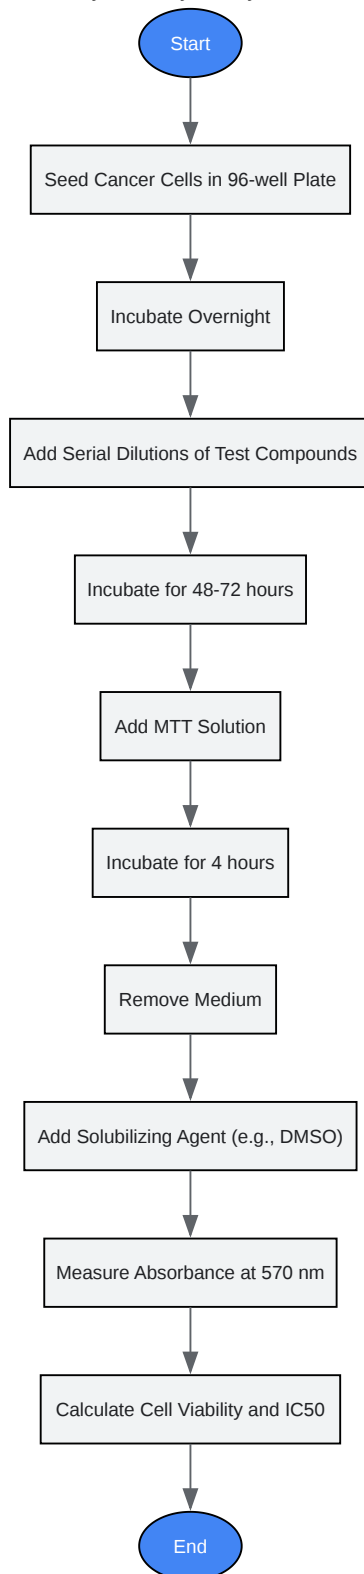 Start
Seed Cancer Cells in 96-well Plate
Incubate Overnight
Add Serial Dilutions of Test Compounds
Incubate for 48-72 hours
Add MTT Solution
Incubate for 4 hours
Remove Medium
Add Solubilizing Agent (e.g., DMSO)
Measure Absorbance at 570 nm
Calculate Cell Viability and IC50
End